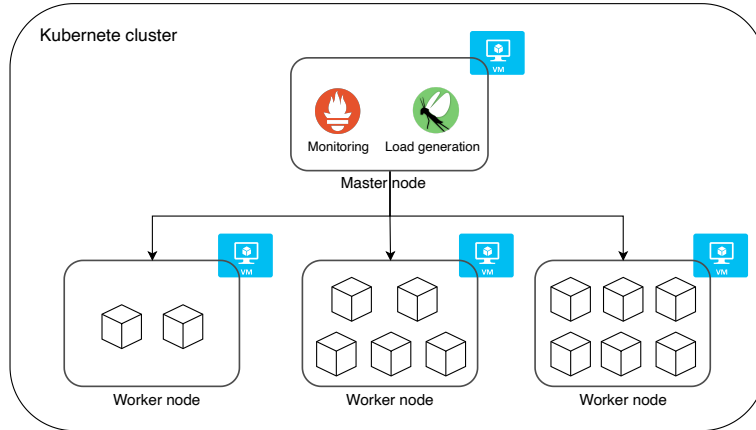 Kubernete cluster
VM
Monitoring
Load generation
Master node
VM
VM
VM
Worker node
Worker node
Worker node